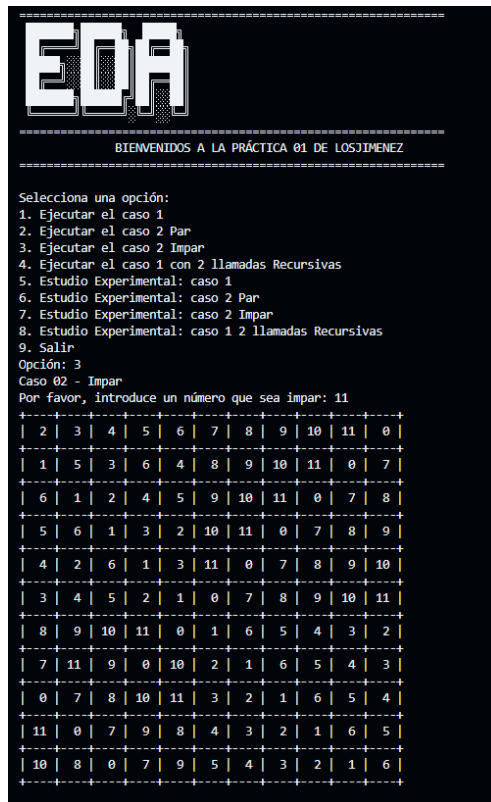 ================================================================
EDA
================================================================
BIENVENIDOS A LA PRÁCTICA 01 DE LOSJIMENEZ
================================================================
Selecciona una opción:
1. Ejecutar el caso 1
2. Ejecutar el caso 2 Par
3. Ejecutar el caso 2 Impar
4. Ejecutar el caso 1 con 2 llamadas Recursivas
5. Estudio Experimental: caso 1
6. Estudio Experimental: caso 2 Par
7. Estudio Experimental: caso 2 Impar
8. Estudio Experimental: caso 1 2 llamadas Recursivas
9. Salir
Opción: 3
Caso 02 - Impar
Por favor, introduce un número que sea impar: 11
+----+----+----+----+----+----+----+----+----+----+----+
| 2 | 3 | 4 | 5 | 6 | 7 | 8 | 9 | 10 | 11 | 0 |
+----+----+----+----+----+----+----+----+----+----+----+
| 1 | 5 | 3 | 6 | 4 | 8 | 9 | 10 | 11 | 0 | 7 |
+----+----+----+----+----+----+----+----+----+----+----+
| 6 | 1 | 2 | 4 | 5 | 9 | 10 | 11 | 0 | 7 | 8 |
+----+----+----+----+----+----+----+----+----+----+----+
| 5 | 6 | 1 | 3 | 2 | 10 | 11 | 0 | 7 | 8 | 9 |
+----+----+----+----+----+----+----+----+----+----+----+
| 4 | 2 | 6 | 1 | 3 | 11 | 0 | 7 | 8 | 9 | 10 |
+----+----+----+----+----+----+----+----+----+----+----+
| 3 | 4 | 5 | 2 | 1 | 0 | 7 | 8 | 9 | 10 | 11 |
+----+----+----+----+----+----+----+----+----+----+----+
| 8 | 9 | 10 | 11 | 0 | 1 | 6 | 5 | 4 | 3 | 2 |
+----+----+----+----+----+----+----+----+----+----+----+
| 7 | 11 | 9 | 0 | 10 | 2 | 1 | 6 | 5 | 4 | 3 |
+----+----+----+----+----+----+----+----+----+----+----+
| 0 | 7 | 8 | 10 | 11 | 3 | 2 | 1 | 6 | 5 | 4 |
+----+----+----+----+----+----+----+----+----+----+----+
| 11 | 0 | 7 | 9 | 8 | 4 | 3 | 2 | 1 | 6 | 5 |
+----+----+----+----+----+----+----+----+----+----+----+
| 10 | 8 | 0 | 7 | 9 | 5 | 4 | 3 | 2 | 1 | 6 |
+----+----+----+----+----+----+----+----+----+----+----+